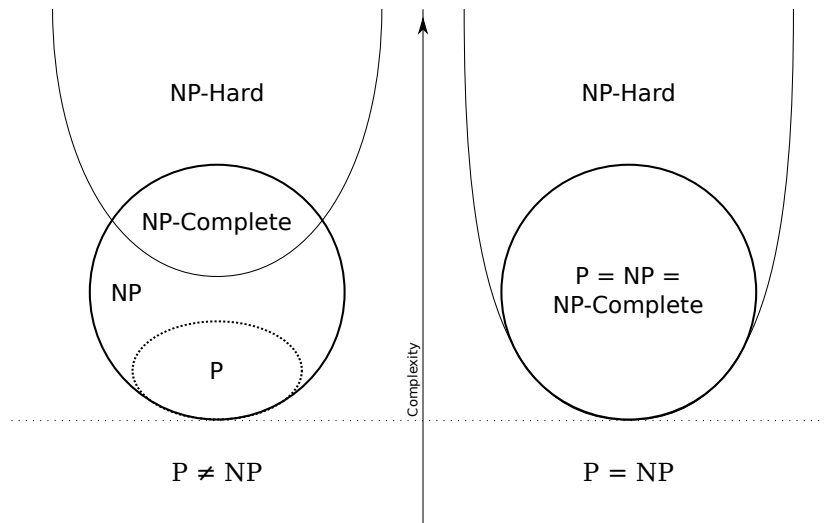 NP-Hard
NP-Complete
NP
P
P ≠ NP
Complexity
NP-Hard
P = NP =
NP-Complete
P = NP